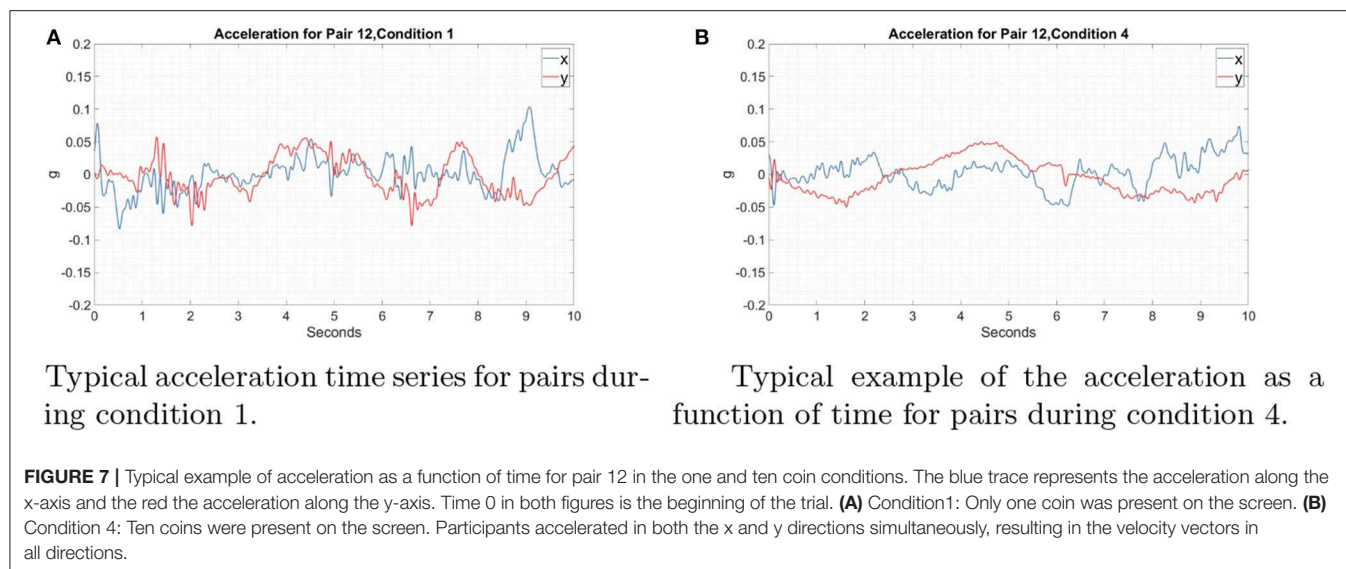 A
Acceleration for Pair 12,Condition 1
0.2
0.15
0.1
0.05
0
-0.05
-0.1
-0.15
-0.2
g
x
y
0 1 2 3 4 5 6 7 8 9 10
Seconds
Typical acceleration time series for pairs dur-
ing condition 1.
B
Acceleration for Pair 12,Condition 4
0.2
0.15
0.1
0.05
0
-0.05
-0.1
-0.15
-0.2
g
x
y
0 1 2 3 4 5 6 7 8 9 10
Seconds
Typical example of the acceleration as a
function of time for pairs during condition 4.
FIGURE 7 | Typical example of acceleration as a function of time for pair 12 in the one and ten coin conditions. The blue trace represents the acceleration along the
x-axis and the red the acceleration along the y-axis. Time 0 in both figures is the beginning of the trial. (A) Condition1: Only one coin was present on the screen. (B)
Condition 4: Ten coins were present on the screen. Participants accelerated in both the x and y directions simultaneously, resulting in the velocity vectors in
all directions.